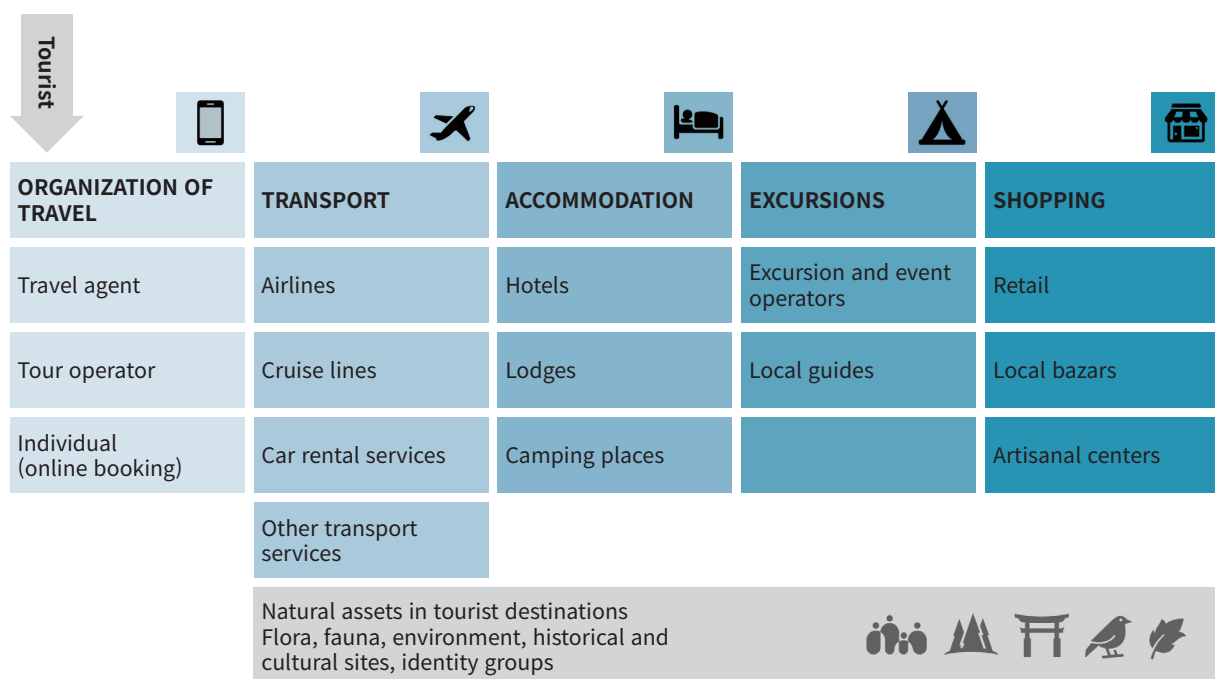 Tourist
ORGANIZATION OF
TRAVEL
TRANSPORT
ACCOMMODATION
EXCURSIONS
SHOPPING
Travel agent
Airlines
Hotels
Excursion and event
operators
Retail
Tour operator
Cruise lines
Lodges
Local guides
Local bazars
Individual
(online booking)
Car rental services
Camping places
Artisanal centers
Other transport
services
Natural assets in tourist destinations
Flora, fauna, environment, historical and
cultural sites, identity groups